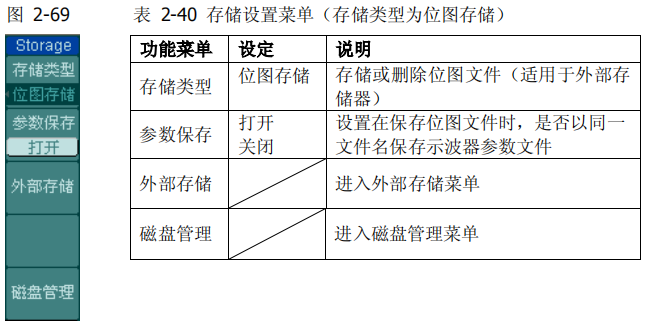 图 2-69
Storage
存储类型
位图存储
参数保存
打开
外部存储
磁盘管理
表 2-40 存储设置菜单（存储类型为位图存储）
功能菜单 设定 说明
存储类型 位图存储 存储或删除位图文件（适用于外部存
储器）
参数保存 打开 设置在保存位图文件时，是否以同一
关闭 文件名保存示波器参数文件
外部存储 进入外部存储菜单
磁盘管理 进入磁盘管理菜单